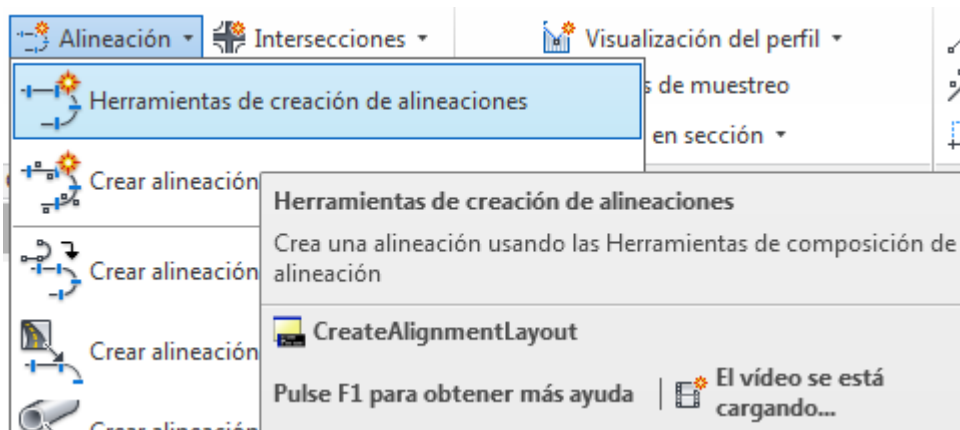 Alineación Intersecciones Visualización del perfil
Herramientas de creación de alineaciones
s de muestreo
en sección
Crear alineación
Herramientas de creación de alineaciones
Crea una alineación usando las Herramientas de composición de
alineación
Crear alineación
CreateAlignmentLayout
Crear alineación
Pulse F1 para obtener más ayuda
El vídeo se está
cargando...
Crear alineación